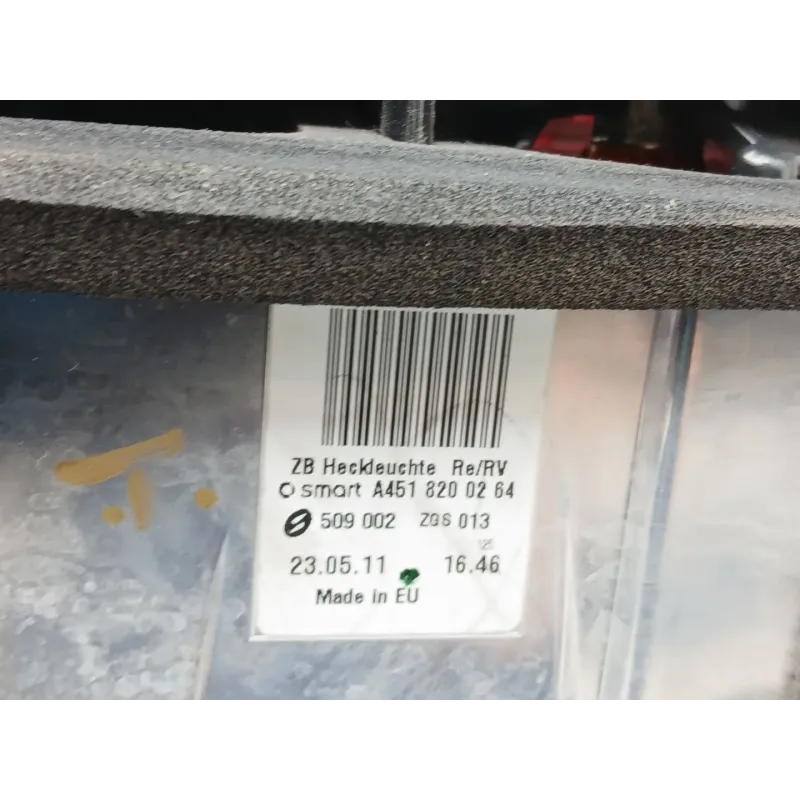 ZB Heckleuchte Re/RV
smart A451 820 02 64
509 002 ZGS 013
125
23.05.11 16.46
Made in EU